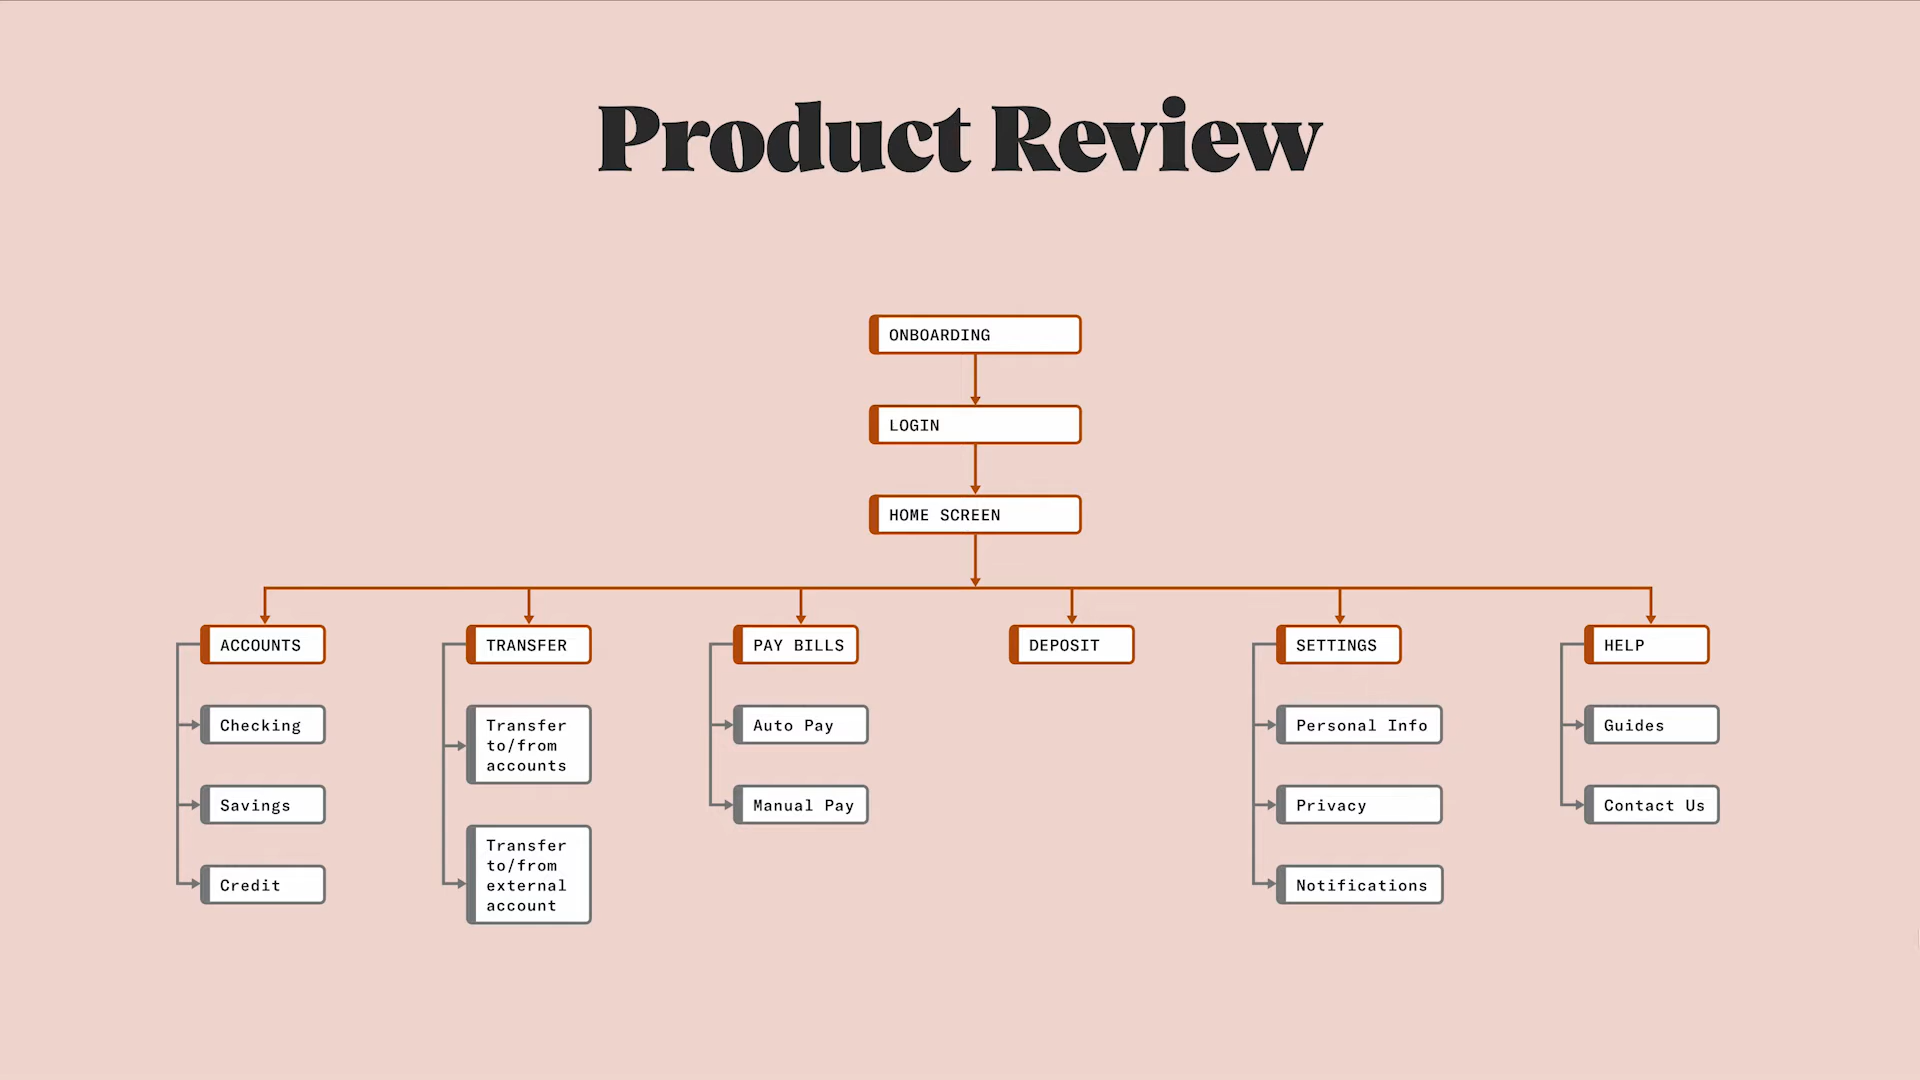 Product Review
ONBOARDING
LOGIN
HOME SCREEN
ACCOUNTS
Checking
Savings
Credit
TRANSFER
Transfer
to/from
accounts
Transfer
to/from
external
account
PAY BILLS
Auto Pay
Manual Pay
DEPOSIT
SETTINGS
Personal Info
Privacy
Notifications
HELP
Guides
Contact Us